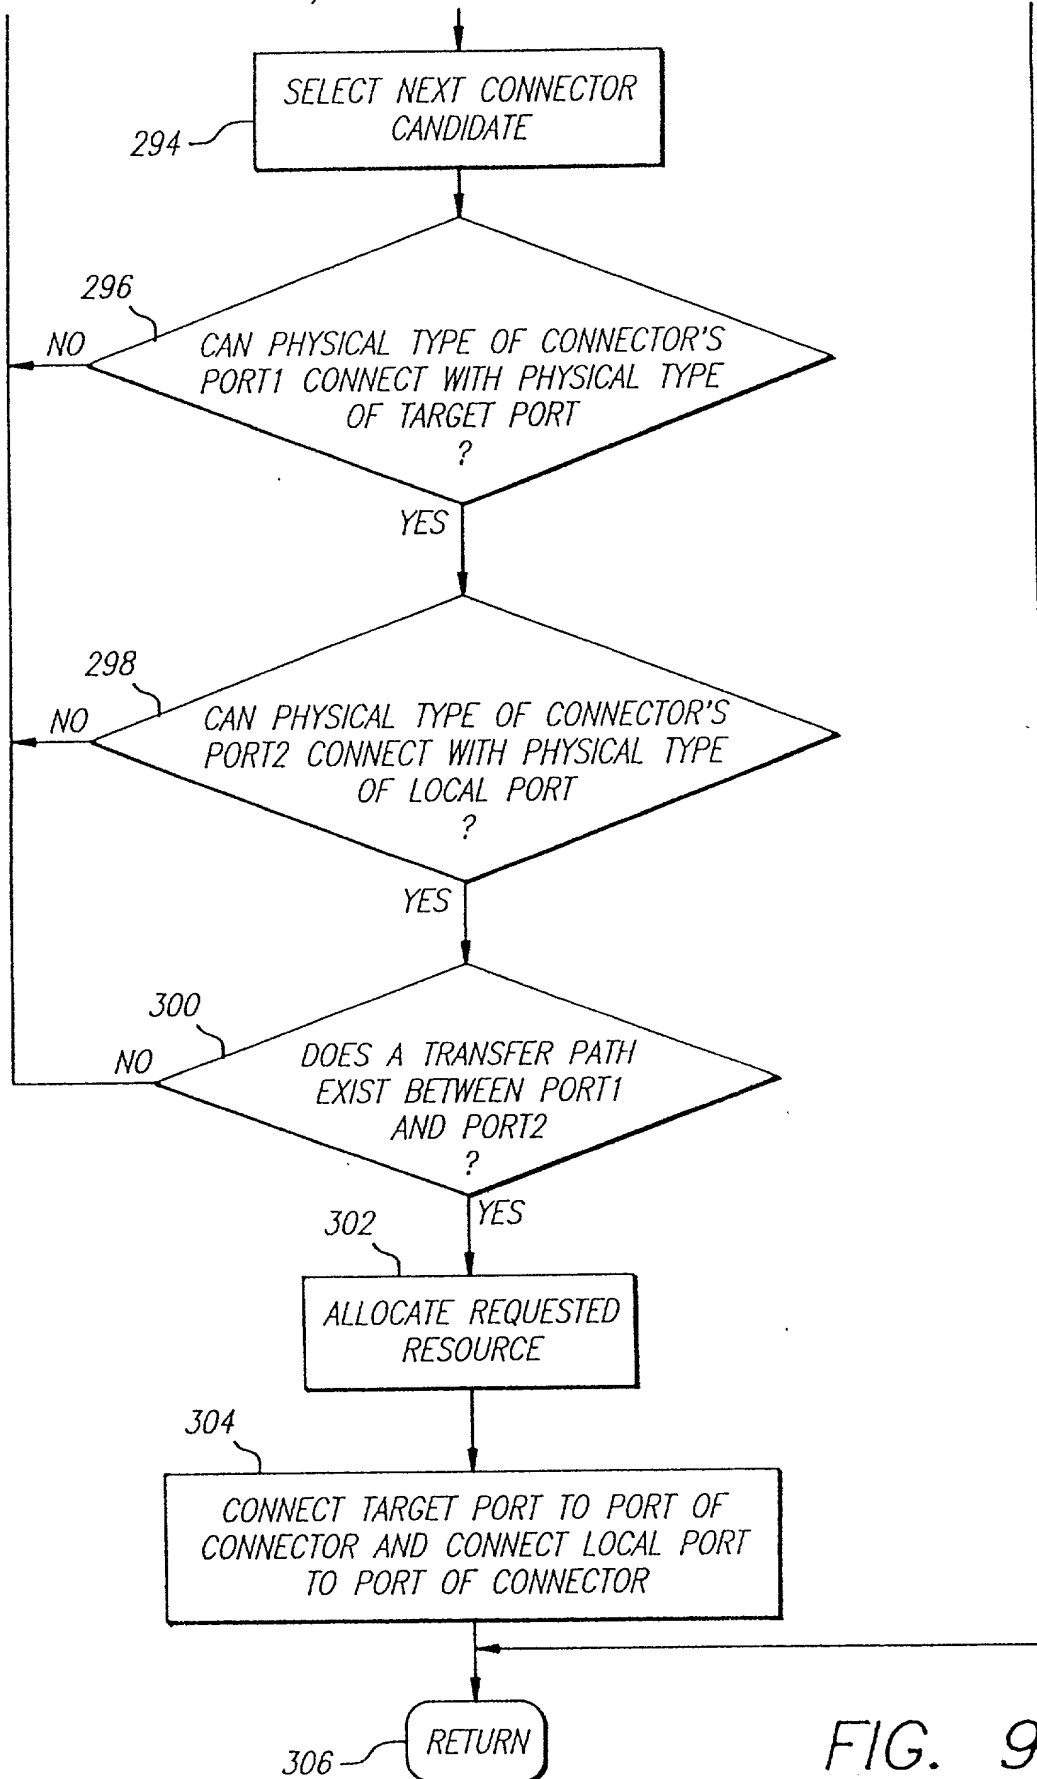 SELECT NEXT CONNECTOR
CANDIDATE
294
296
NO
CAN PHYSICAL TYPE OF CONNECTOR'S
PORT1 CONNECT WITH PHYSICAL TYPE
OF TARGET PORT
?
YES
298
NO
CAN PHYSICAL TYPE OF CONNECTOR'S
PORT2 CONNECT WITH PHYSICAL TYPE
OF LOCAL PORT
?
YES
300
NO
DOES A TRANSFER PATH
EXIST BETWEEN PORT1
AND PORT2
?
YES
302
ALLOCATE REQUESTED
RESOURCE
304
CONNECT TARGET PORT TO PORT OF
CONNECTOR AND CONNECT LOCAL PORT
TO PORT OF CONNECTOR
RETURN
306
FIG. 9